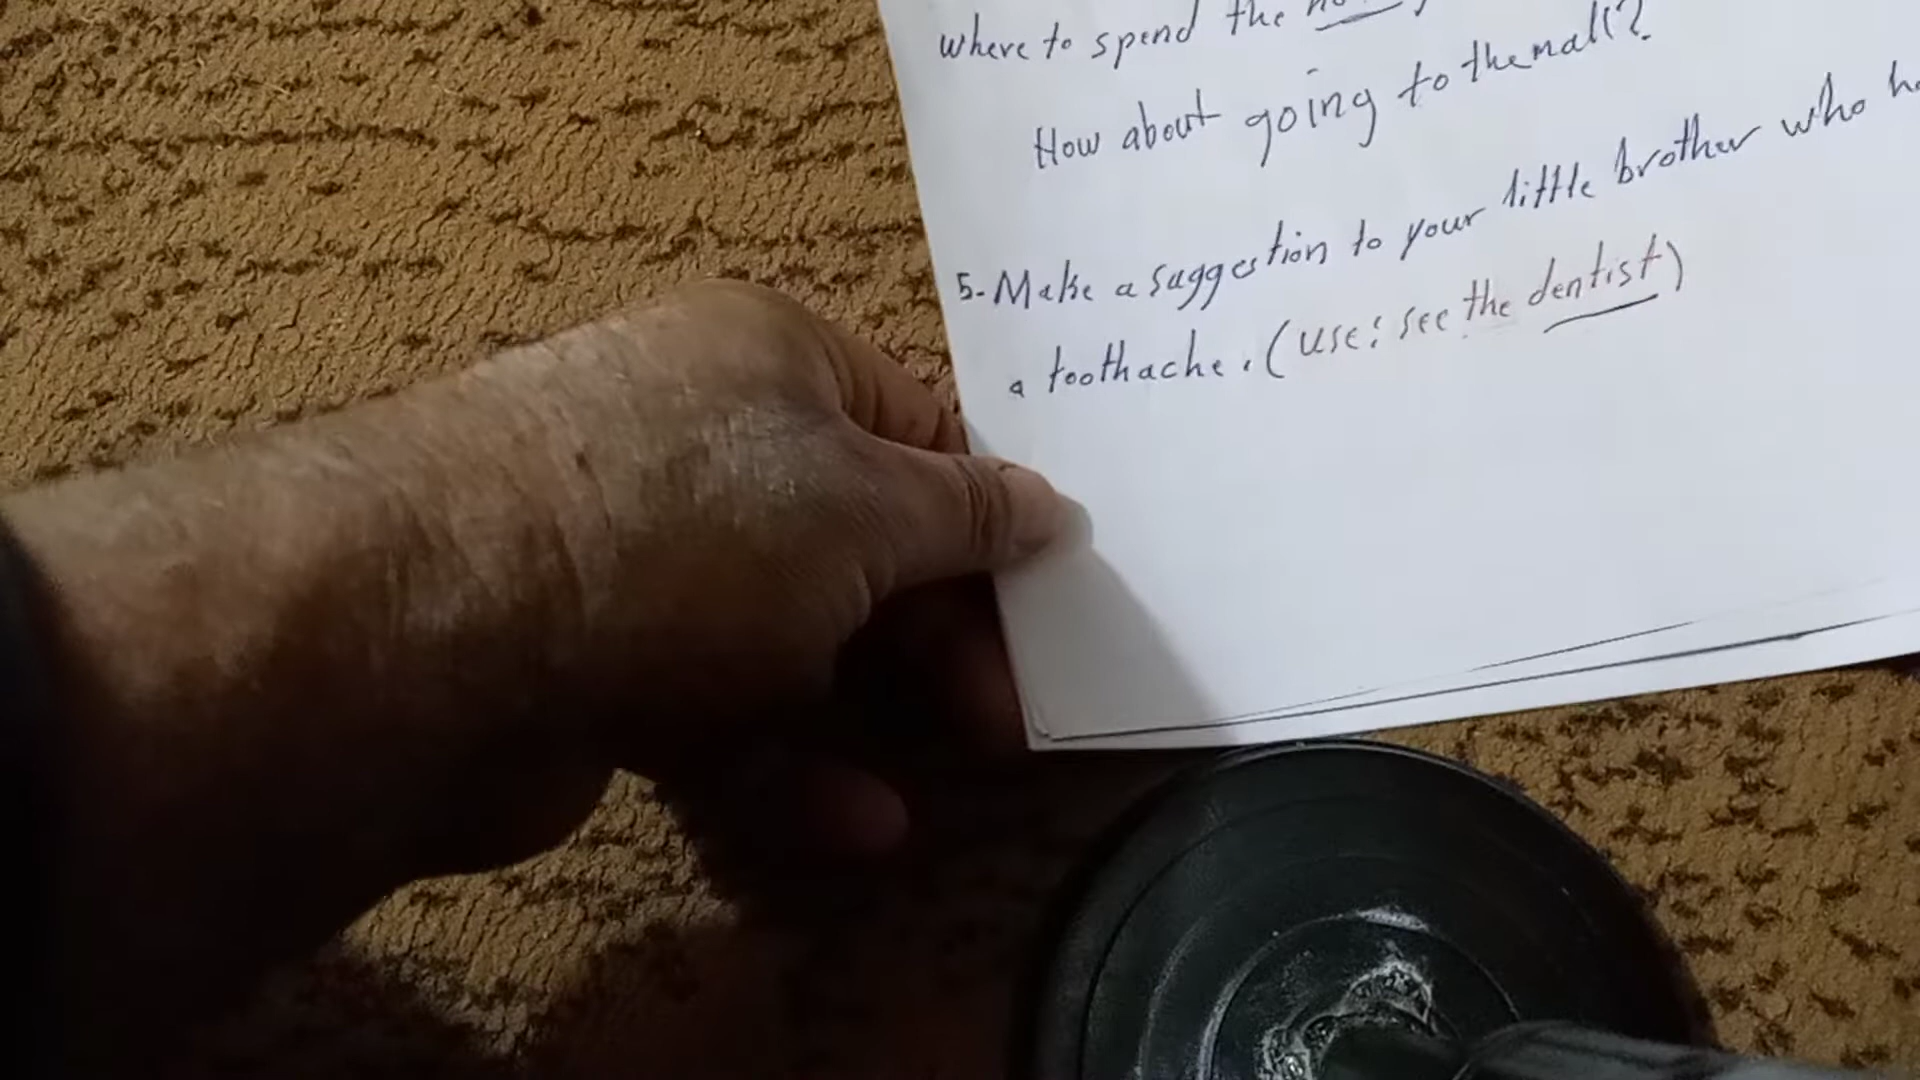 where to spend the
How about going to the mall?
5- Make a suggestion to your little brother who
a toothache. (use: see the dentist)